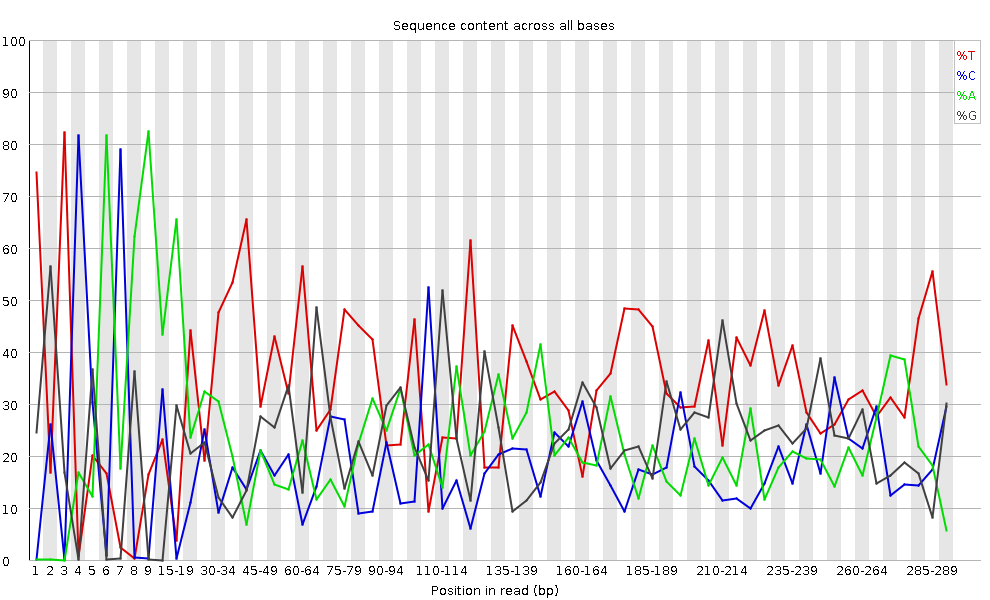 Sequence content across all bases
100
90
80
70
60
50
40
30
20
10
0
%T
%C
%A
%G
1 2 3 4 5 6 7 8 9 15-19 30-34 45-49 60-64 75-79 90-94 110-114 135-139 160-164 185-189 210-214 235-239 260-264 285-289
Position in read (bp)